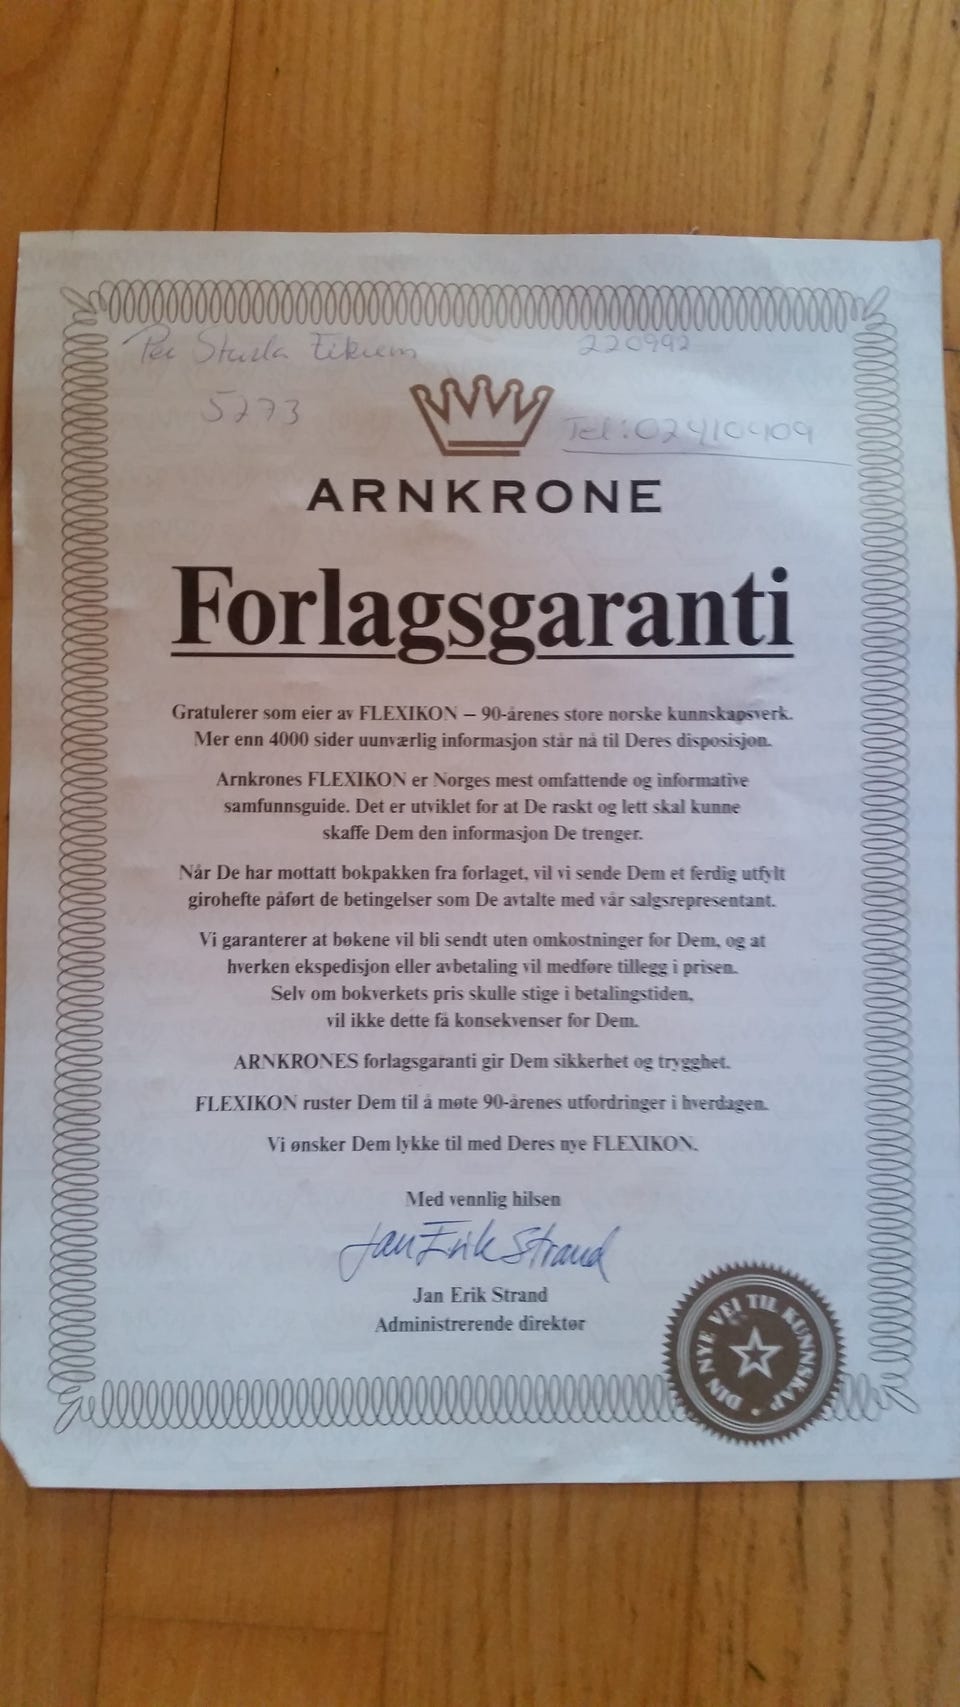 Per Sturla Eikrem
220992
5273
Tel: 02410409
ARNKRONE
Forlagsgaranti
Gratulerer som eier av FLEXIKON – 90-årenes store norske kunnskapsverk.
Mer enn 4000 sider uunværlig informasjon står nå til Deres disposisjon.
Arnkrones FLEXIKON er Norges mest omfattende og informative
samfunnsguide. Det er utviklet for at De raskt og lett skal kunne
skaffe Dem den informasjon De trenger.
Når De har mottatt bokpakken fra forlaget, vil vi sende Dem et ferdig utfylt
girohefte påført de betingelser som De avtalte med vår salgsrepresentant.
Vi garanterer at bøkene vil bli sendt uten omkostninger for Dem, og at
hverken ekspedisjon eller avbetaling vil medføre tillegg i prisen.
Selv om bokverkets pris skulle stige i betalingstiden,
vil ikke dette få konsekvenser for Dem.
ARNKRONES forlagsgaranti gir Dem sikkerhet og trygghet.
FLEXIKON ruster Dem til å møte 90-årenes utfordringer i hverdagen.
Vi ønsker Dem lykke til med Deres nye FLEXIKON.
Med vennlig hilsen
Jan Erik Strand
Jan Erik Strand
Administrerende direktør
DIN NYE VEI TIL KUNNSKAP